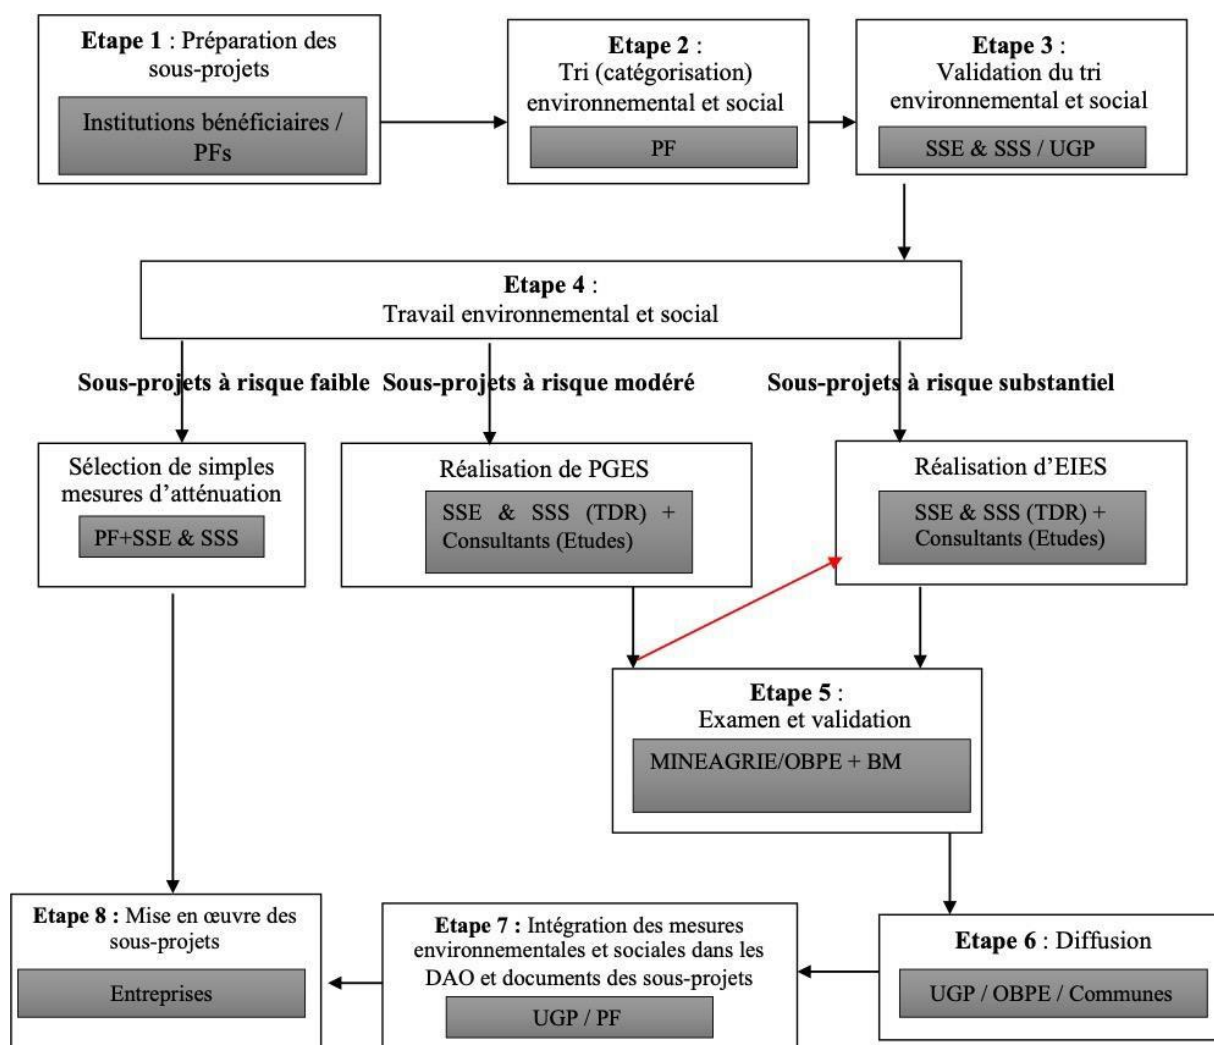 Etape 1 : Préparation des
sous-projets
Institutions bénéficiaires /
PFs
Etape 2 :
Tri (catégorisation)
environnemental et social
PF
Etape 3 :
Validation du tri
environnemental et social
SSE & SSS / UGP
Etape 4 :
Travail environnemental et social
Sous-projets à risque faible
Sous-projets à risque modéré
Sous-projets à risque substantiel
Sélection de simples
mesures d’atténuation
PF+SSE & SSS
Réalisation de PGES
SSE & SSS (TDR) +
Consultants (Etudes)
Réalisation d’EIES
SSE & SSS (TDR) +
Consultants (Etudes)
Etape 5 :
Examen et validation
MINEAGRIE/OBPE + BM
Etape 8 : Mise en œuvre des
sous-projets
Entreprises
Etape 7 : Intégration des mesures
environnementales et sociales dans les
DAO et documents des sous-projets
UGP / PF
Etape 6 : Diffusion
UGP / OBPE / Communes